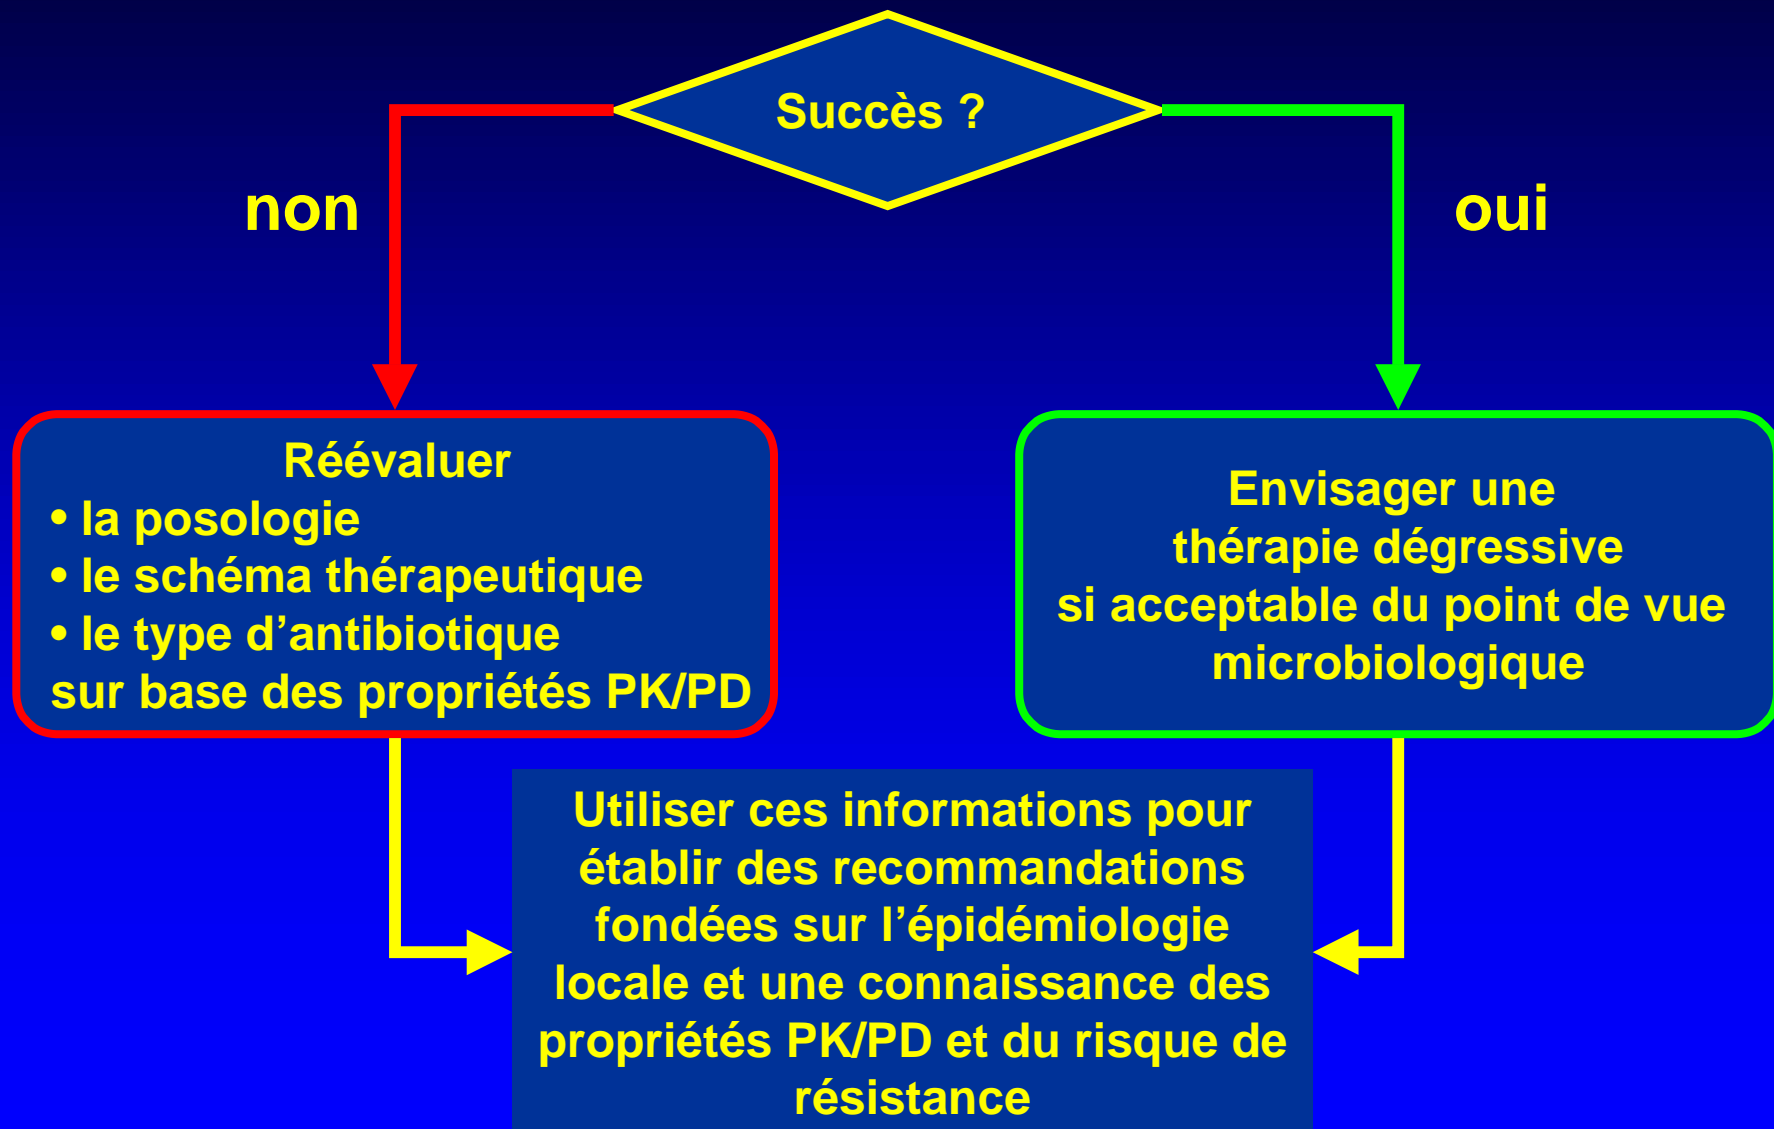 Succès ?
non
oui
Réévaluer
• la posologie
• le schéma thérapeutique
• le type d’antibiotique
sur base des propriétés PK/PD
Envisager une
thérapie dégressive
si acceptable du point de vue
microbiologique
Utiliser ces informations pour
établir des recommandations
fondées sur l’épidémiologie
locale et une connaissance des
propriétés PK/PD et du risque de
résistance